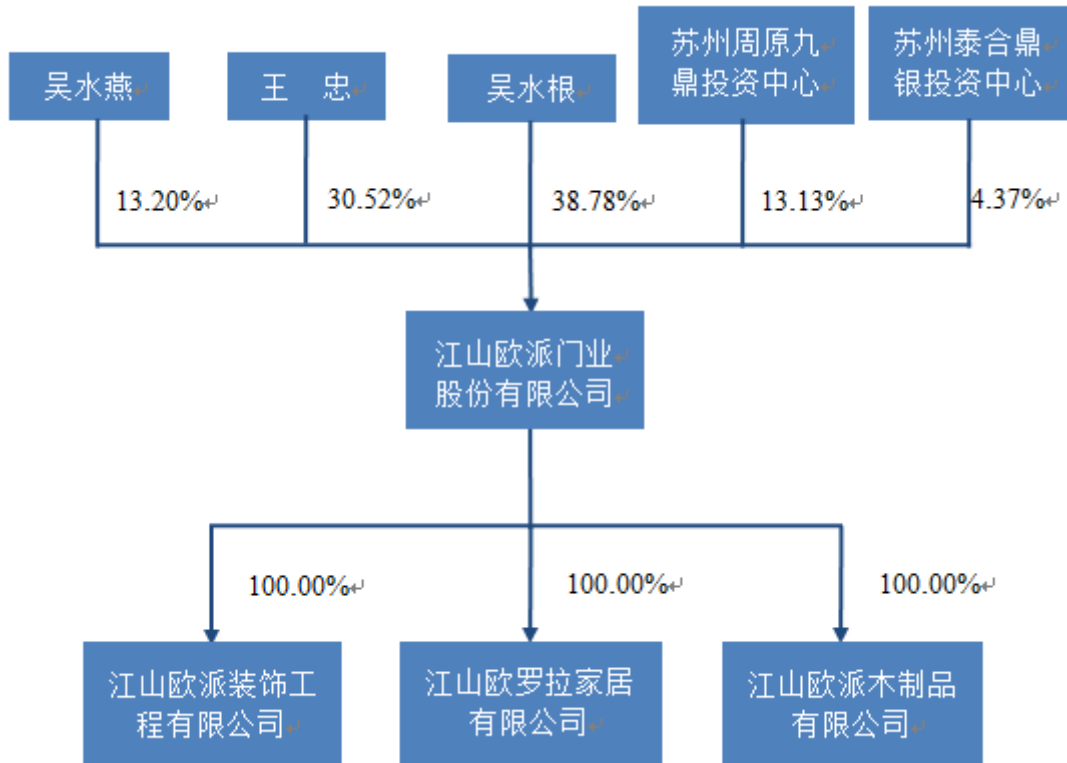 吴水燕
王 忠
吴水根
苏州周原九
鼎投资中心
苏州泰合鼎
银投资中心
13.20%
30.52%
38.78%
13.13%
4.37%
江山欧派门业
股份有限公司
100.00%
100.00%
100.00%
江山欧派装饰工
程有限公司
江山欧罗拉家居
有限公司
江山欧派木制品
有限公司